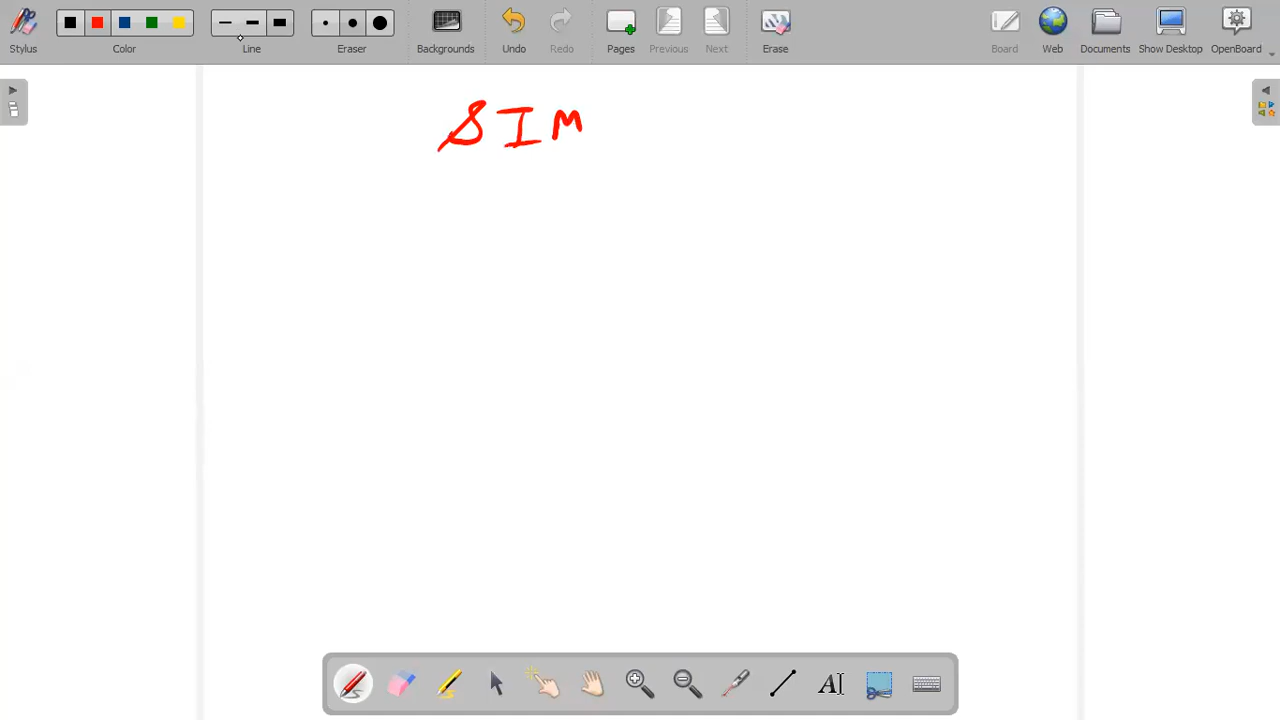 Stylus
Color
Line
Eraser
Backgrounds
Undo
Redo
Pages
Previous
Next
Erase
Board
Web
Documents
Show Desktop
OpenBoard
SIM